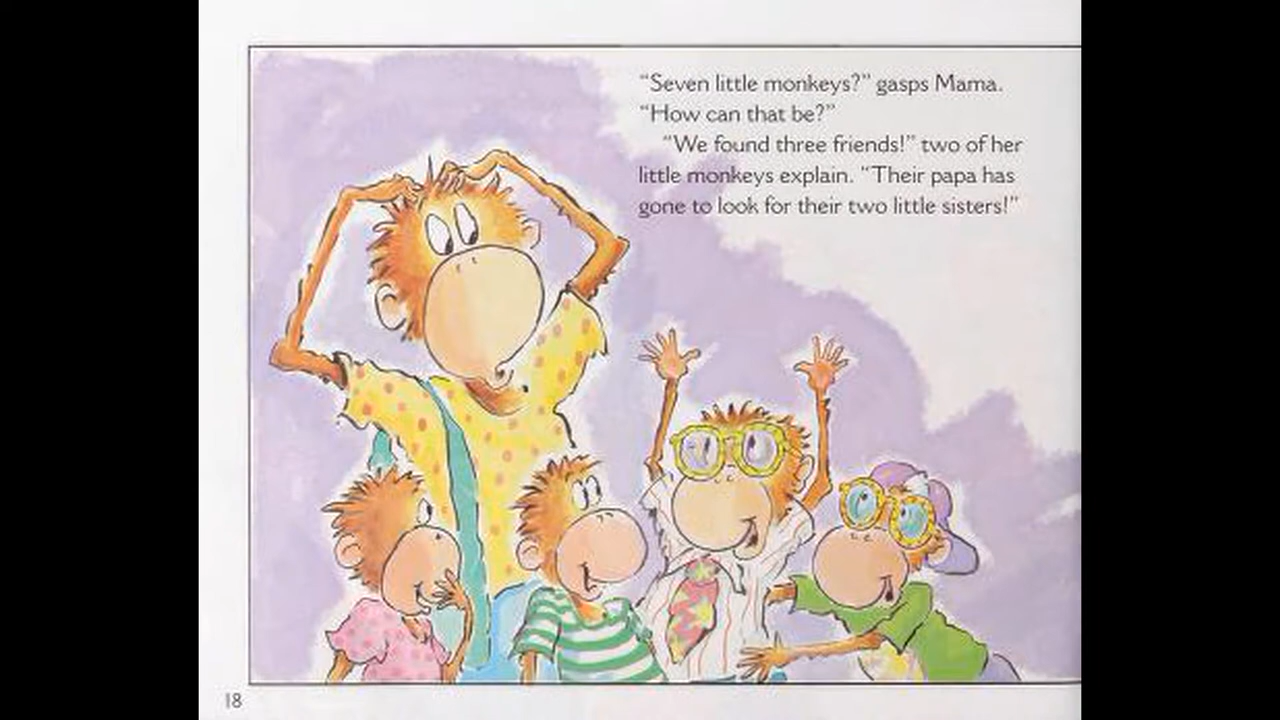 “Seven little monkeys?” gasps Mama.
“How can that be?”
“We found three friends!” two of her
little monkeys explain. “Their papa has
gone to look for their two little sisters!”
18